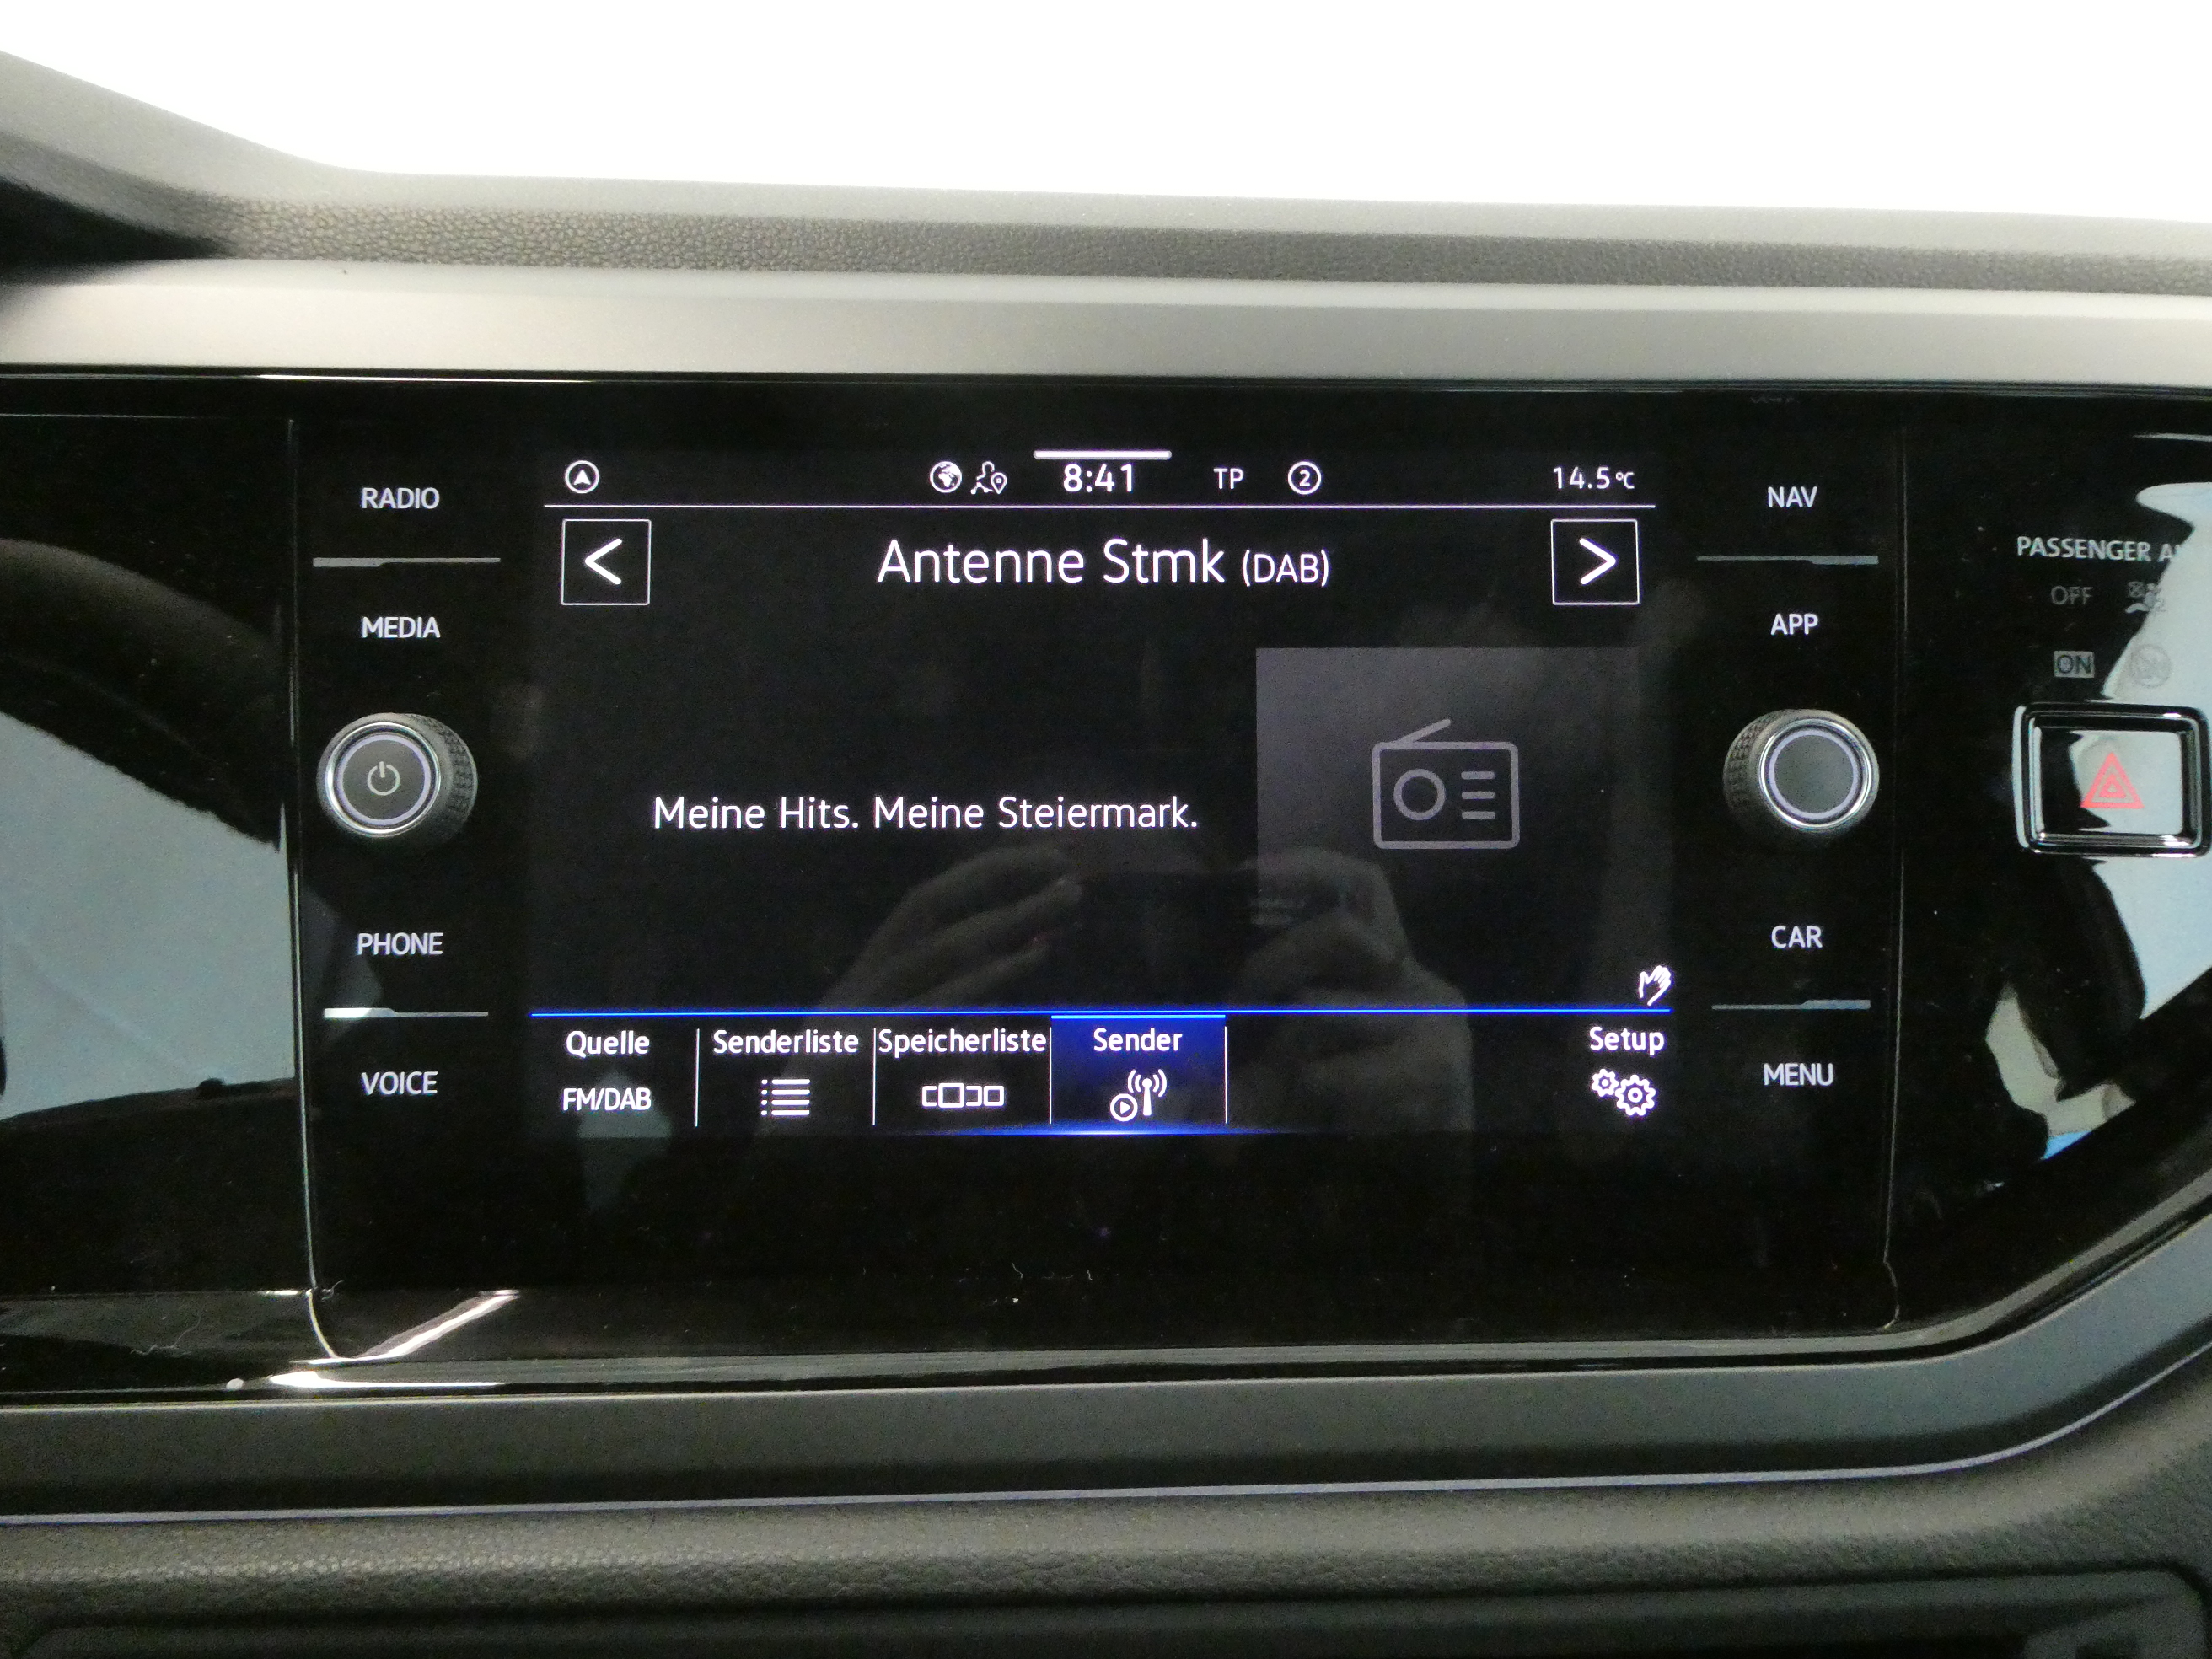 8:41 TP 2 14.5°C
RADIO
NAV
Antenne Stmk (DAB)
PASSENGER
OFF
MEDIA
APP
ON
Meine Hits. Meine Steiermark.
PHONE
CAR
Quelle Senderliste Speicherliste Sender Setup
FM/DAB
VOICE
MENU